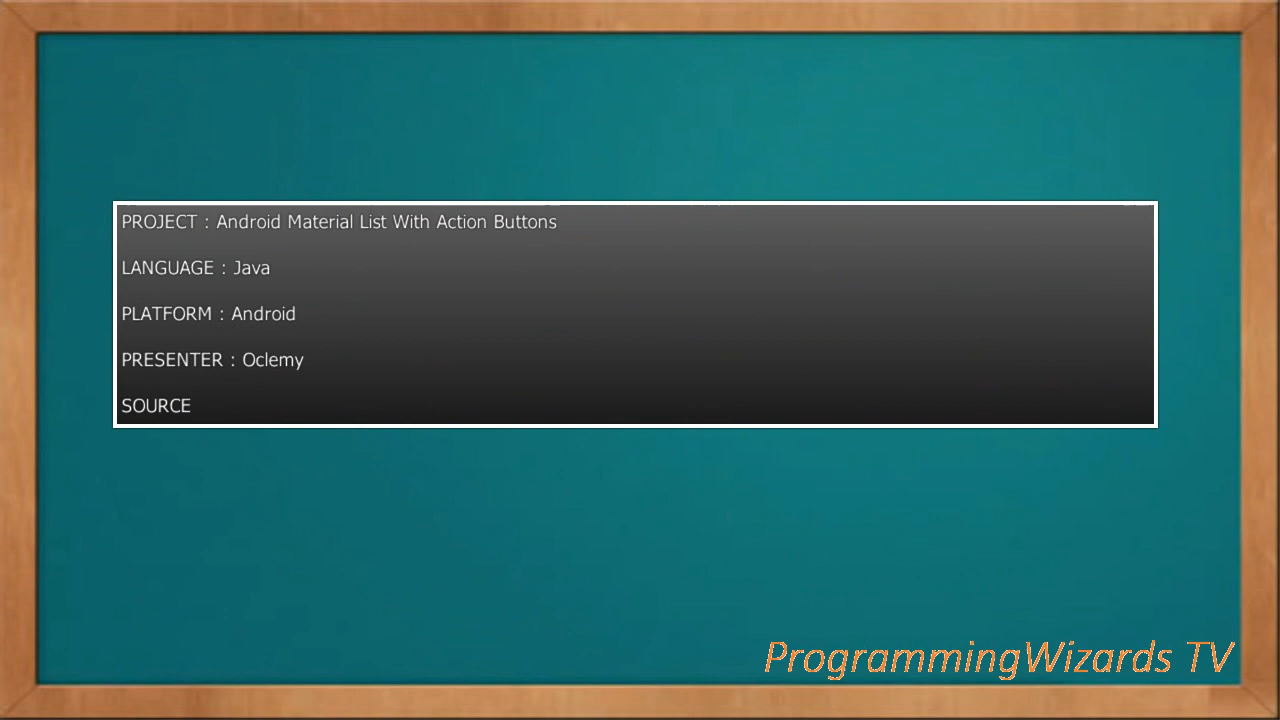 PROJECT : Android Material List With Action Buttons
LANGUAGE : Java
PLATFORM : Android
PRESENTER : Oclemy
SOURCE
ProgrammingWizards TV